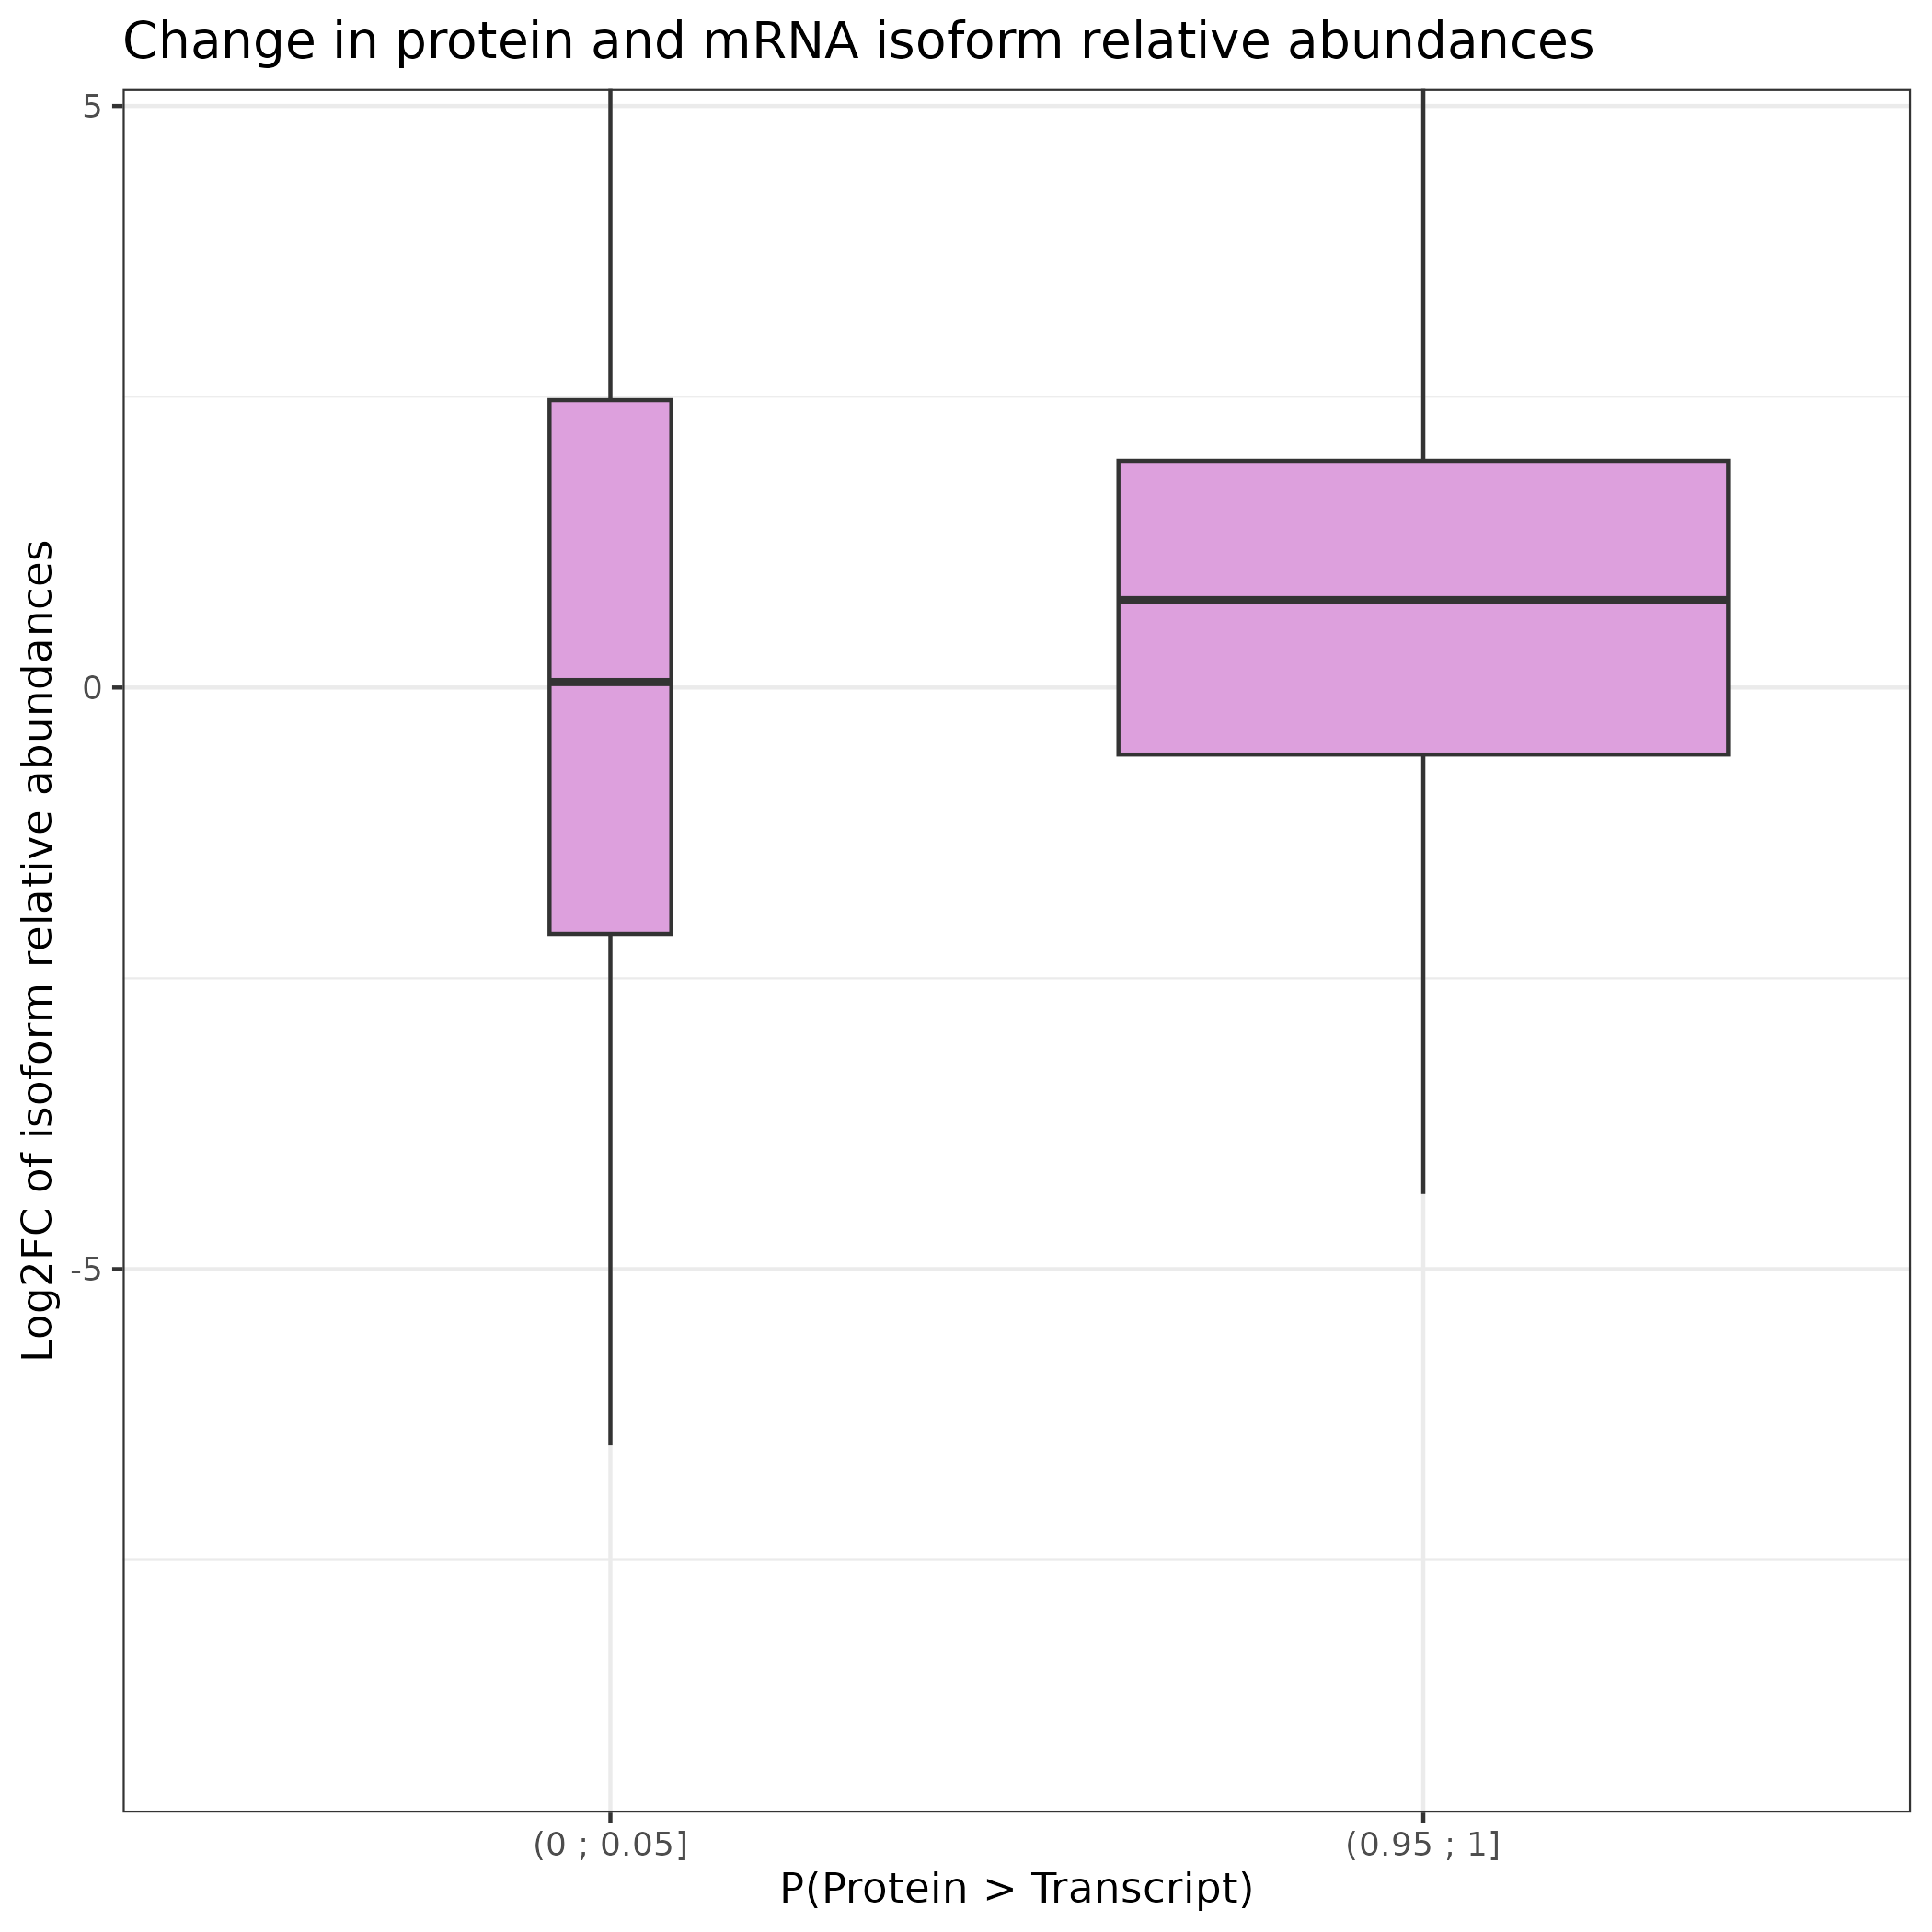 Change in protein and mRNA isoform relative abundances
Log2FC of isoform relative abundances
5
0
-5
(0 ; 0.05]
(0.95 ; 1]
P(Protein > Transcript)